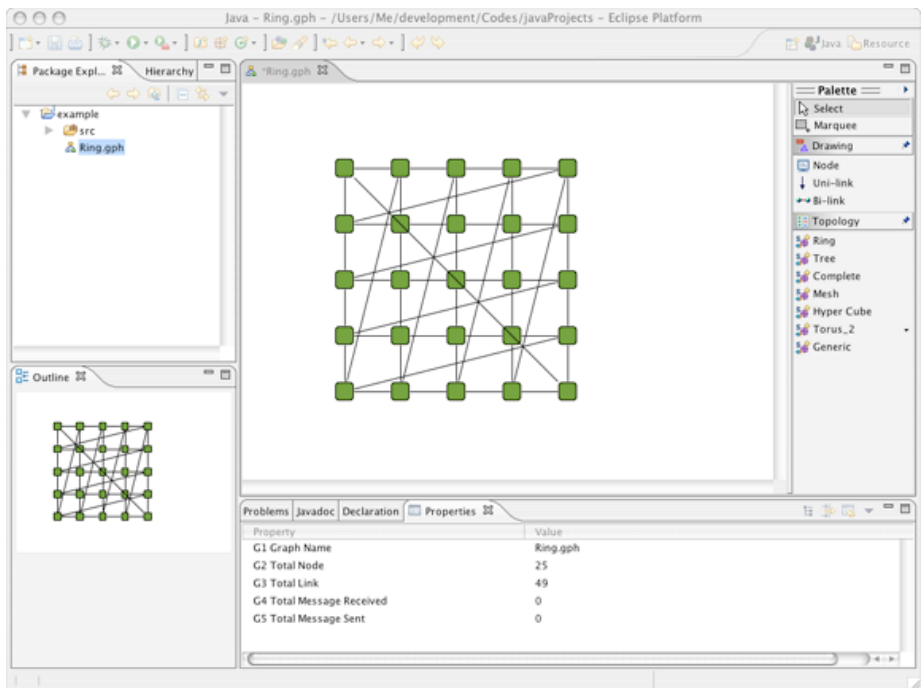 Java - Ring.gph - /Users/Me/development/Codes/javaProjects - Eclipse Platform
Java Resource
Package Expl... Hierarchy
example
src
Ring.gph
*Ring.gph
Palette
Select
Marquee
Drawing
Node
Uni-link
Bi-link
Topology
Ring
Tree
Complete
Mesh
Hyper Cube
Torus_2
Generic
Outline
Problems Javadoc Declaration Properties
Property Value
G1 Graph Name Ring.gph
G2 Total Node 25
G3 Total Link 49
G4 Total Message Received 0
G5 Total Message Sent 0